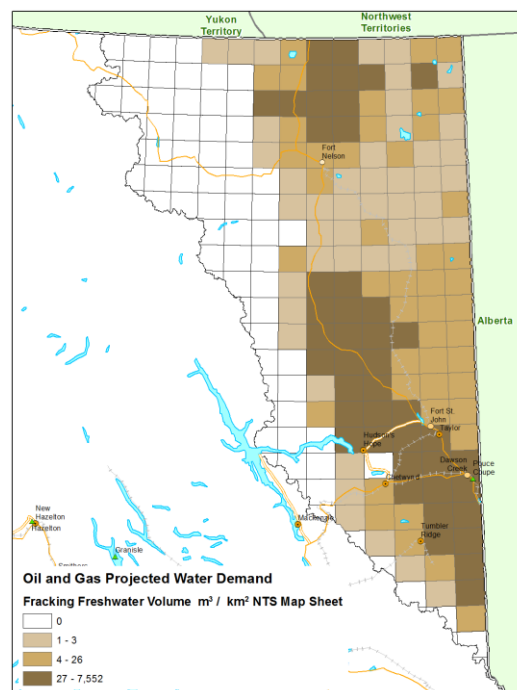 Yukon
Territory
Northwest
Territories
Fort
Nelson
Alberta
Fort St.
John
Taylor
Hudson's
Hope
Dawson
Creek
Pouce
Coupe
Mackenzie
Tumbler
Ridge
New
Hazelton
Hazelton
Granisle
Oil and Gas Projected Water Demand
Fracking Freshwater Volume m³ / km² NTS Map Sheet
0
1 - 3
4 - 26
27 - 7,552